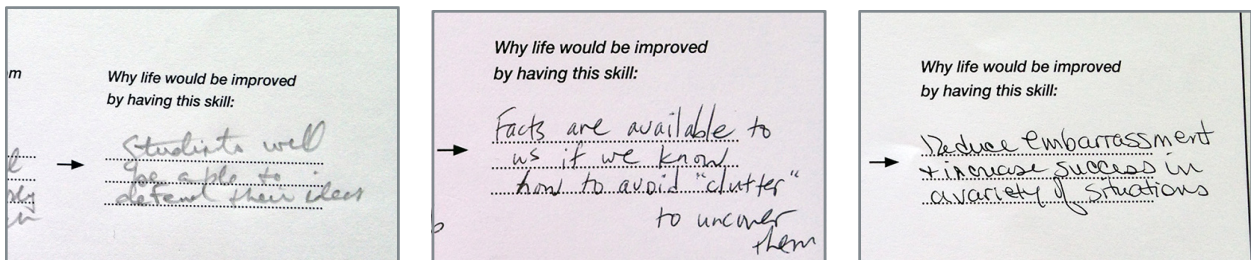 m
Why life would be improved
by having this skill:
Students will
be able to
defend their ideas
Why life would be improved
by having this skill:
Facts are available to
us if we know
how to avoid "clutter"
to uncover
them
Why life would be improved
by having this skill:
Reduce embarrassment
+ increase success in
a variety of situations